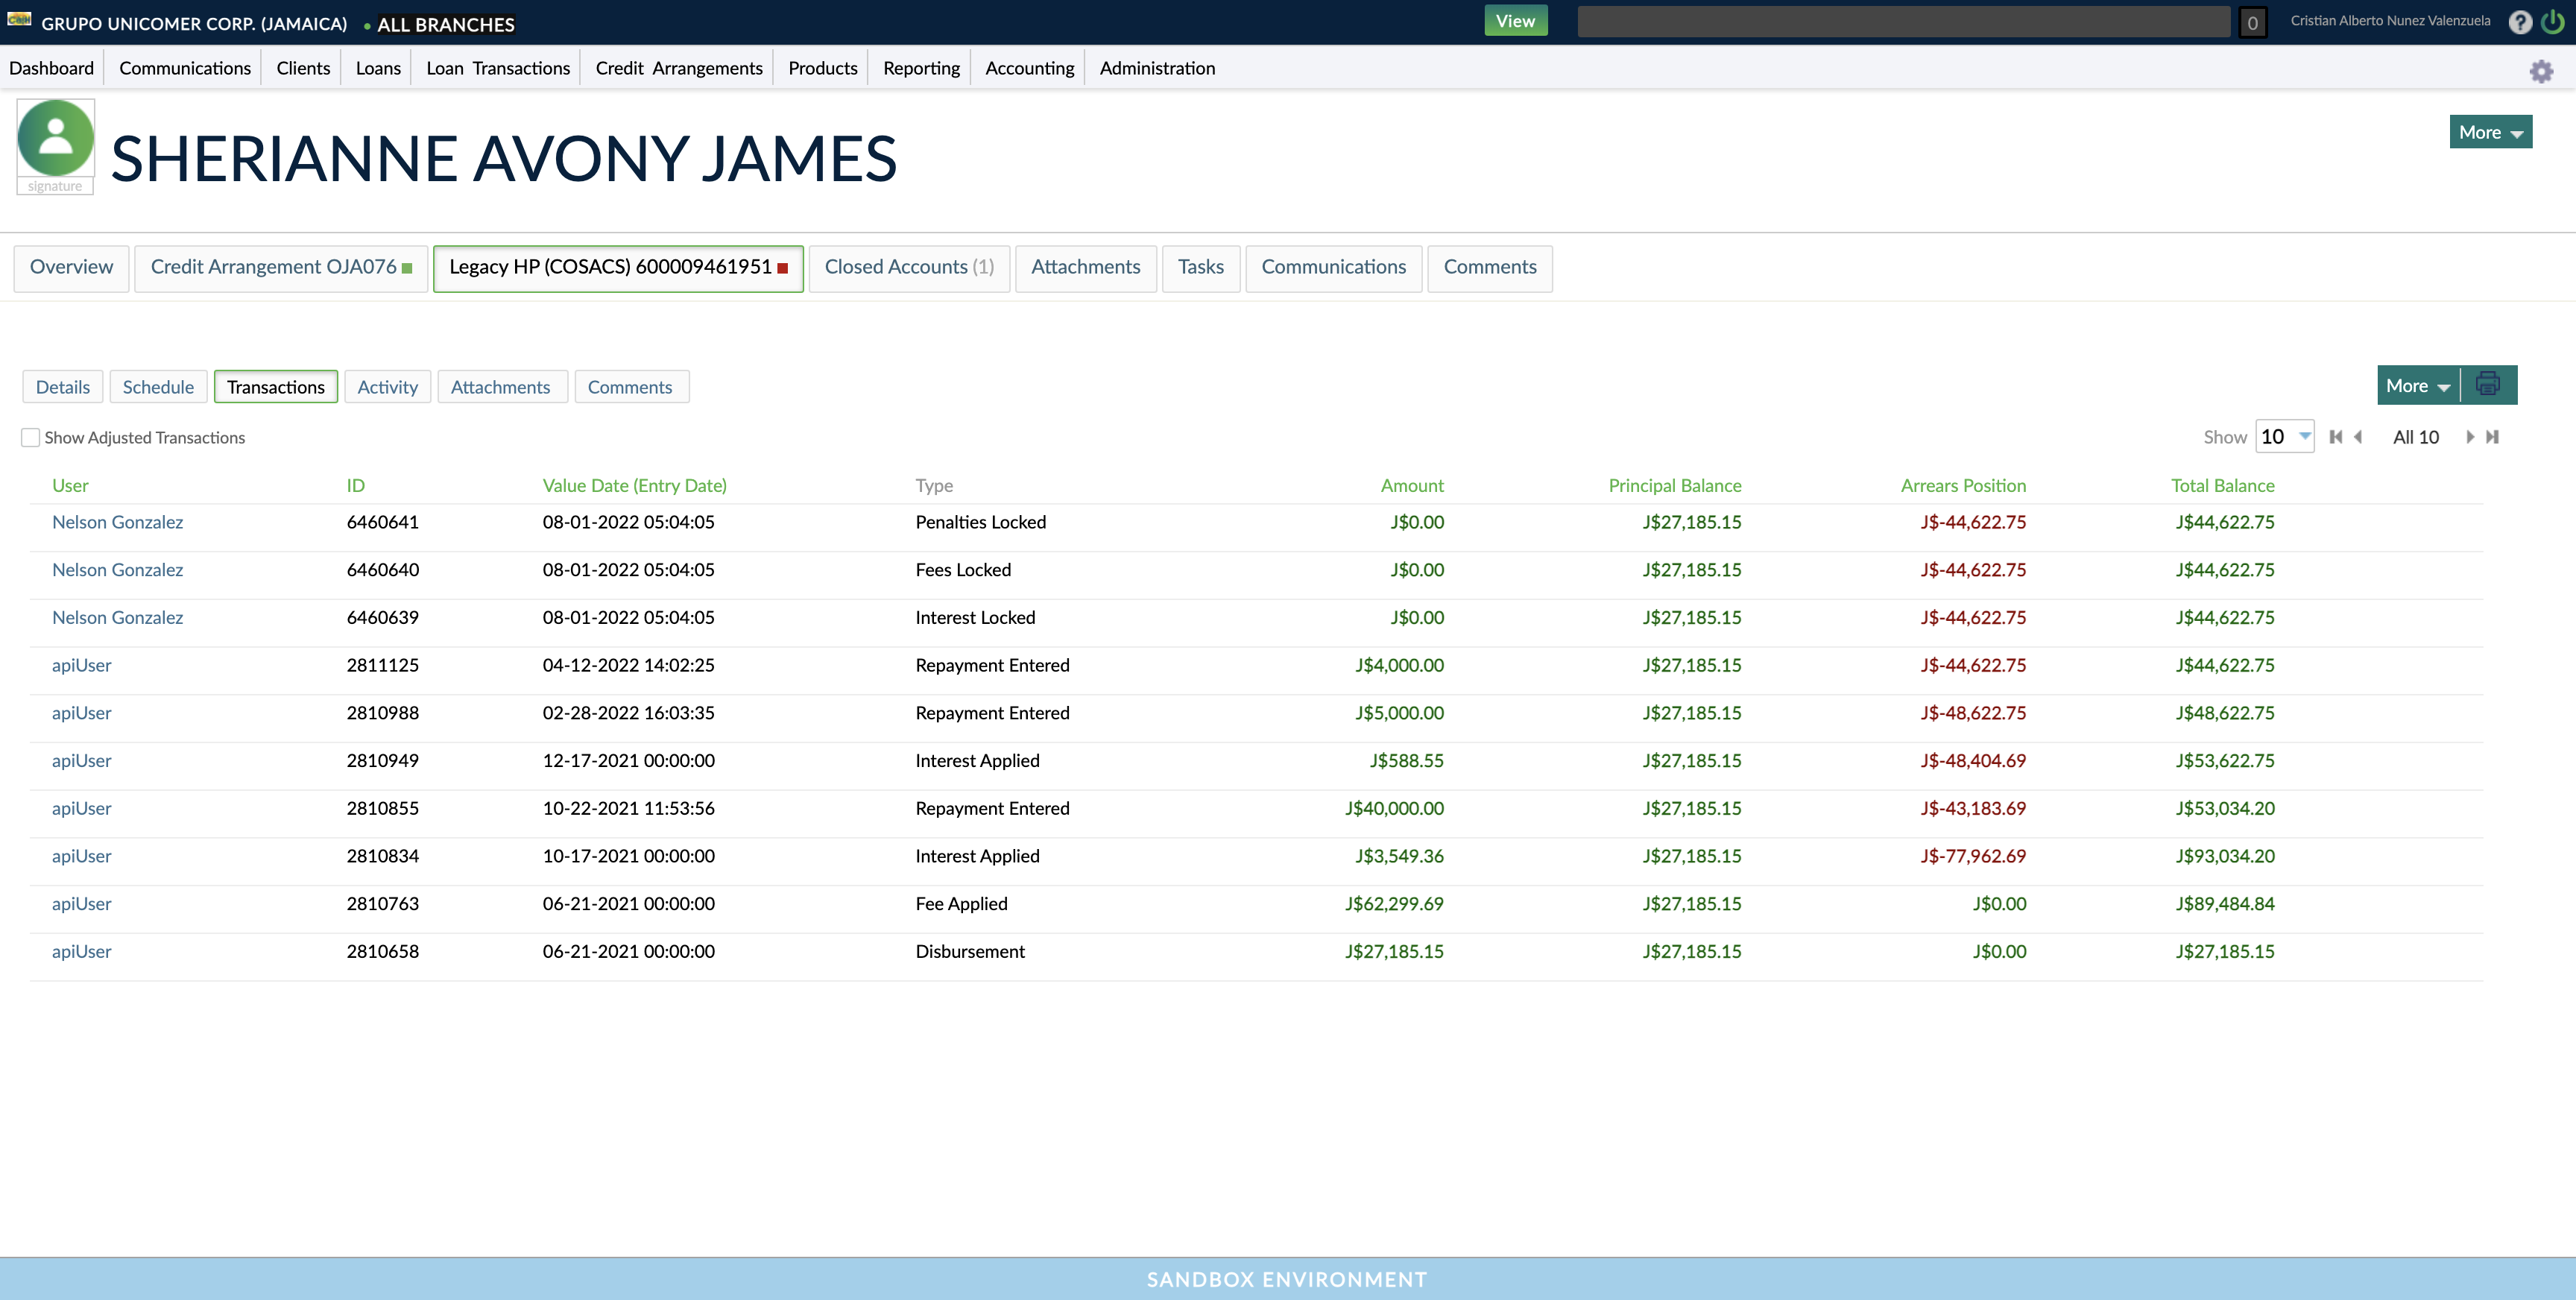 GRUPO UNICOMER CORP. (JAMAICA) • ALL BRANCHES View 0 Cristian Alberto Nunez Valenzuela ?
Dashboard Communications Clients Loans Loan Transactions Credit Arrangements Products Reporting Accounting Administration
SHERIANNE AVONY JAMES
signature
More
Overview Credit Arrangement OJA076 Legacy HP (COSACS) 600009461951 Closed Accounts (1) Attachments Tasks Communications Comments
Details Schedule Transactions Activity Attachments Comments More
Show Adjusted Transactions Show 10 All 10
User ID Value Date (Entry Date) Type Amount Principal Balance Arrears Position Total Balance
Nelson Gonzalez 6460641 08-01-2022 05:04:05 Penalties Locked J$0.00 J$27,185.15 J$-44,622.75 J$44,622.75
Nelson Gonzalez 6460640 08-01-2022 05:04:05 Fees Locked J$0.00 J$27,185.15 J$-44,622.75 J$44,622.75
Nelson Gonzalez 6460639 08-01-2022 05:04:05 Interest Locked J$0.00 J$27,185.15 J$-44,622.75 J$44,622.75
apiUser 2811125 04-12-2022 14:02:25 Repayment Entered J$4,000.00 J$27,185.15 J$-44,622.75 J$44,622.75
apiUser 2810988 02-28-2022 16:03:35 Repayment Entered J$5,000.00 J$27,185.15 J$-48,622.75 J$48,622.75
apiUser 2810949 12-17-2021 00:00:00 Interest Applied J$588.55 J$27,185.15 J$-48,404.69 J$53,622.75
apiUser 2810855 10-22-2021 11:53:56 Repayment Entered J$40,000.00 J$27,185.15 J$-43,183.69 J$53,034.20
apiUser 2810834 10-17-2021 00:00:00 Interest Applied J$3,549.36 J$27,185.15 J$-77,962.69 J$93,034.20
apiUser 2810763 06-21-2021 00:00:00 Fee Applied J$62,299.69 J$27,185.15 J$0.00 J$89,484.84
apiUser 2810658 06-21-2021 00:00:00 Disbursement J$27,185.15 J$27,185.15 J$0.00 J$27,185.15
SANDBOX ENVIRONMENT